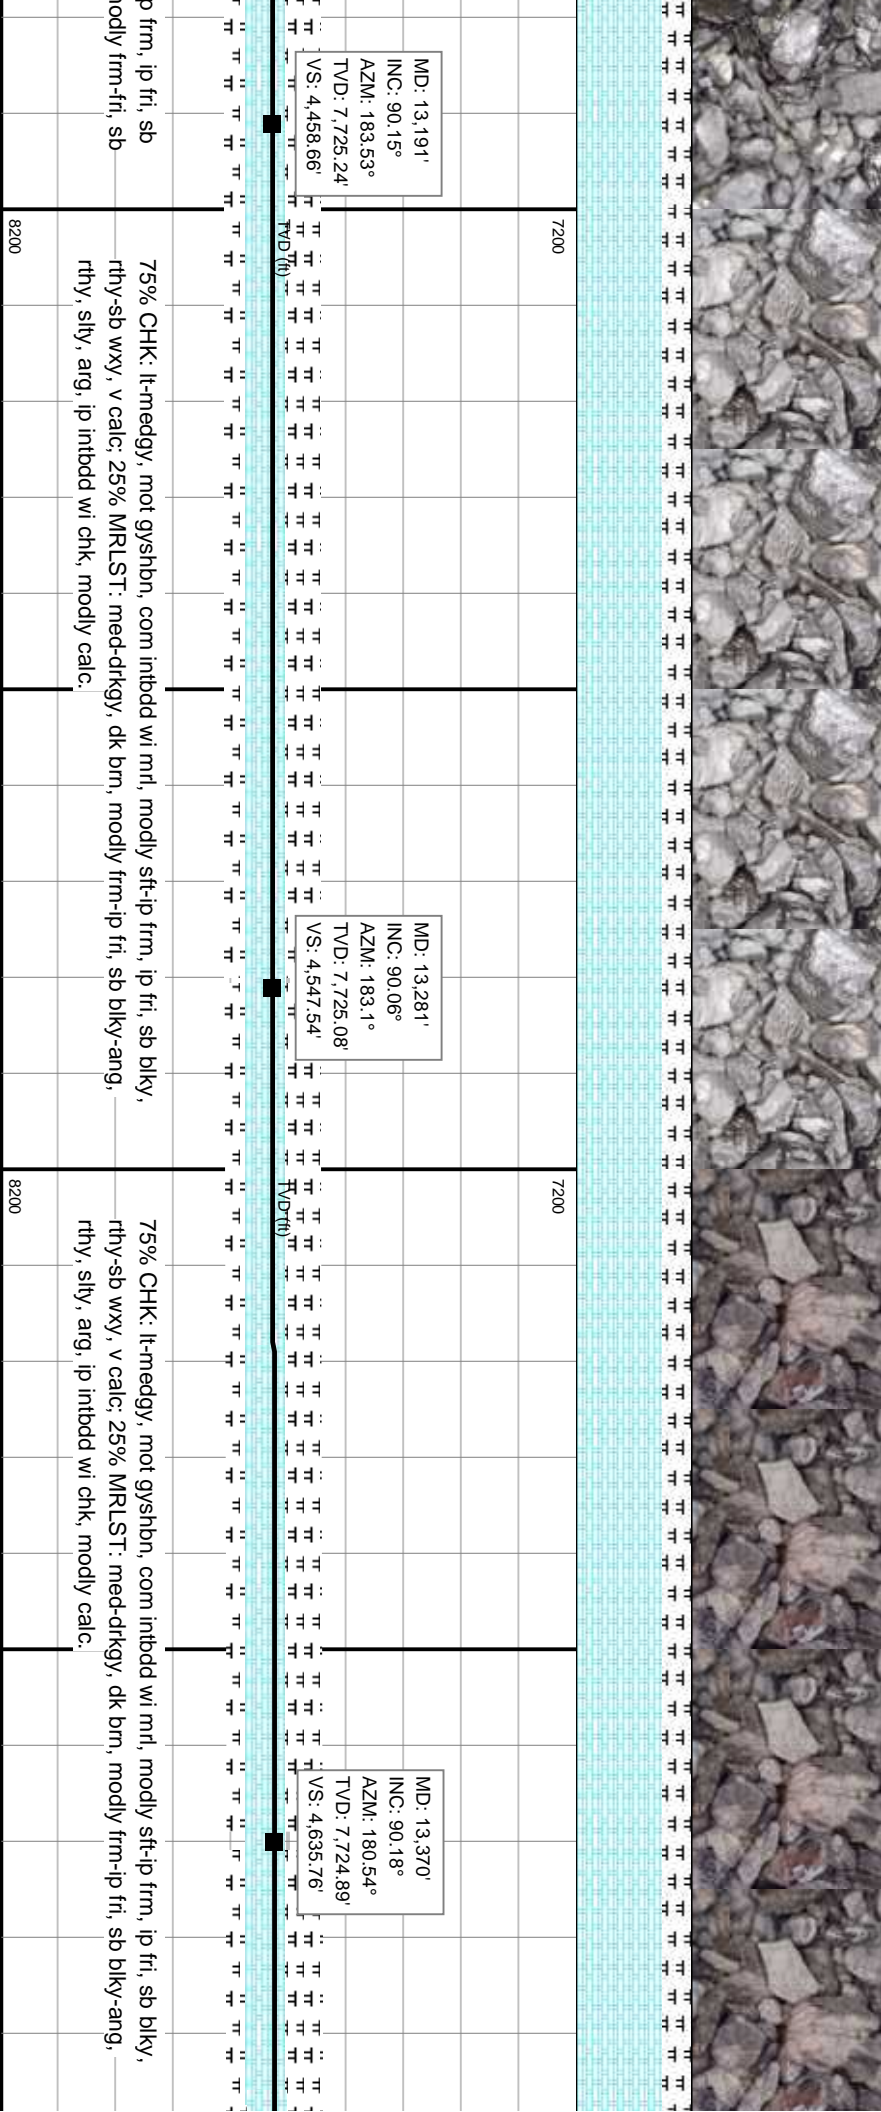 p frm, ip fri, sb
nodly frm-fri, sb
MD: 13,191'
INC: 90.15°
AZM: 183.53°
TVD: 7,725.24'
VS: 4,458.66'
7200
TVD (ft)
8200
75% CHK: lt-medgy, mot gyshbn, com intbdd wi mrl, modly sft-ip frm, ip fri, sb blky,
rthy-sb wxy, v calc; 25% MRLST: med-drkgy, dk brn, modly frm-ip fri, sb blky-ang,
rthy, slty, arg, ip intbdd wi chk, modly calc.
MD: 13,281'
INC: 90.06°
AZM: 183.1°
TVD: 7,725.08'
VS: 4,547.54'
7200
TVD (ft)
8200
75% CHK: lt-medgy, mot gyshbn, com intbdd wi mrl, modly sft-ip frm, ip fri, sb blky,
rthy-sb wxy, v calc; 25% MRLST: med-drkgy, dk brn, modly frm-ip fri, sb blky-ang,
rthy, slty, arg, ip intbdd wi chk, modly calc.
MD: 13,370'
INC: 90.18°
AZM: 180.54°
TVD: 7,724.89'
VS: 4,635.76'